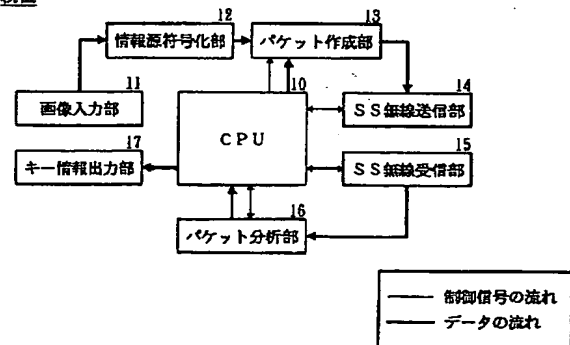 12
情報源符号化部
13
パケット作成部
11
画像入力部
10
CPU
14
SS無線送信部
17
キー情報出力部
15
SS無線受信部
16
パケット分析部
制御信号の流れ
データの流れ